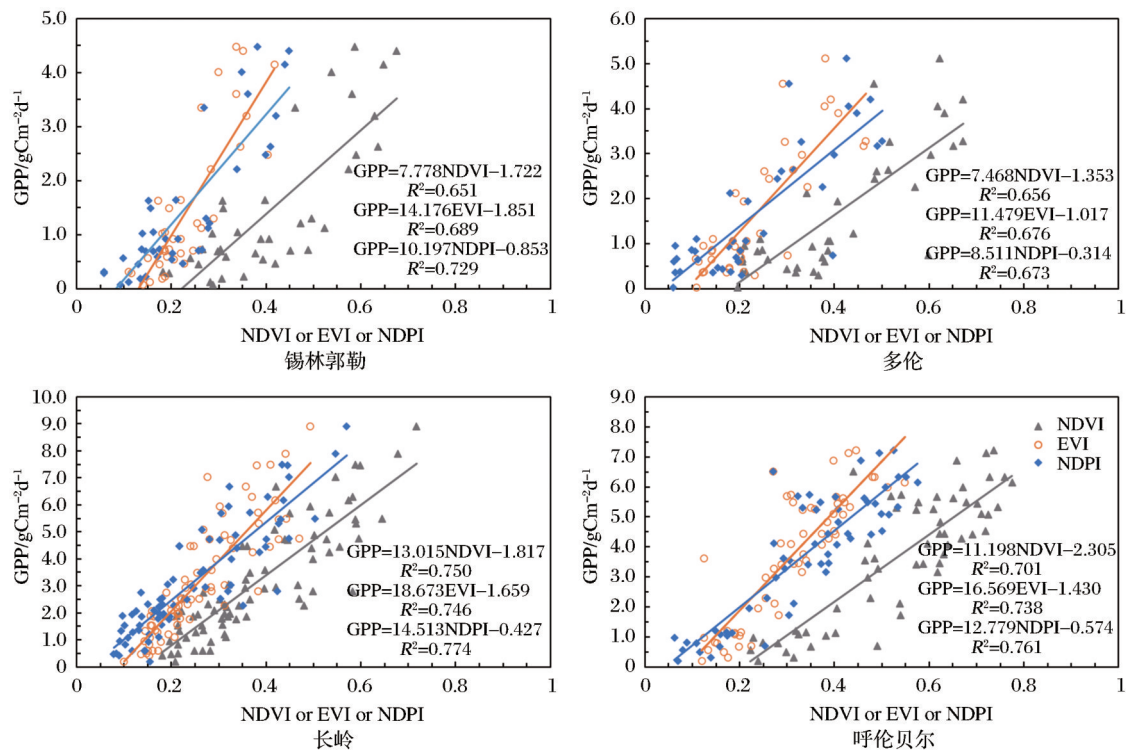 5.0
4.0
3.0
2.0
1.0
0
GPP/gCm⁻²d⁻¹
GPP=7.778NDVI−1.722
R²=0.651
GPP=14.176EVI−1.851
R²=0.689
GPP=10.197NDPI−0.853
R²=0.729
0 0.2 0.4 0.6 0.8 1
NDVI or EVI or NDPI
锡林郭勒
6.0
5.0
4.0
3.0
2.0
1.0
0
GPP/gCm⁻²d⁻¹
GPP=7.468NDVI−1.353
R²=0.656
GPP=11.479EVI−1.017
R²=0.676
GPP=8.511NDPI−0.314
R²=0.673
0 0.2 0.4 0.6 0.8 1
NDVI or EVI or NDPI
多伦
10.0
9.0
8.0
7.0
6.0
5.0
4.0
3.0
2.0
1.0
0
GPP/gCm⁻²d⁻¹
GPP=13.015NDVI−1.817
R²=0.750
GPP=18.673EVI−1.659
R²=0.746
GPP=14.513NDPI−0.427
R²=0.774
0 0.2 0.4 0.6 0.8 1
NDVI or EVI or NDPI
长岭
9.0
8.0
7.0
6.0
5.0
4.0
3.0
2.0
1.0
0
GPP/gCm⁻²d⁻¹
NDVI
EVI
NDPI
GPP=11.198NDVI−2.305
R²=0.701
GPP=16.569EVI−1.430
R²=0.738
GPP=12.779NDPI−0.574
R²=0.761
0 0.2 0.4 0.6 0.8 1
NDVI or EVI or NDPI
呼伦贝尔